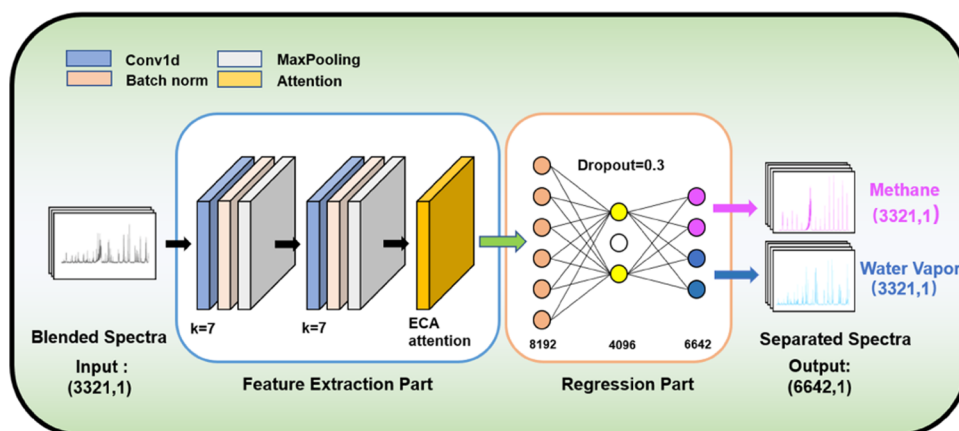 Conv1d
MaxPooling
Batch norm
Attention
Dropout=0.3
Methane
(3321,1)
Water Vapor
(3321,1)
k=7
k=7
ECA
attention
8192
4096
6642
Blended Spectra
Input :
(3321,1)
Feature Extraction Part
Regression Part
Separated Spectra
Output:
(6642,1)